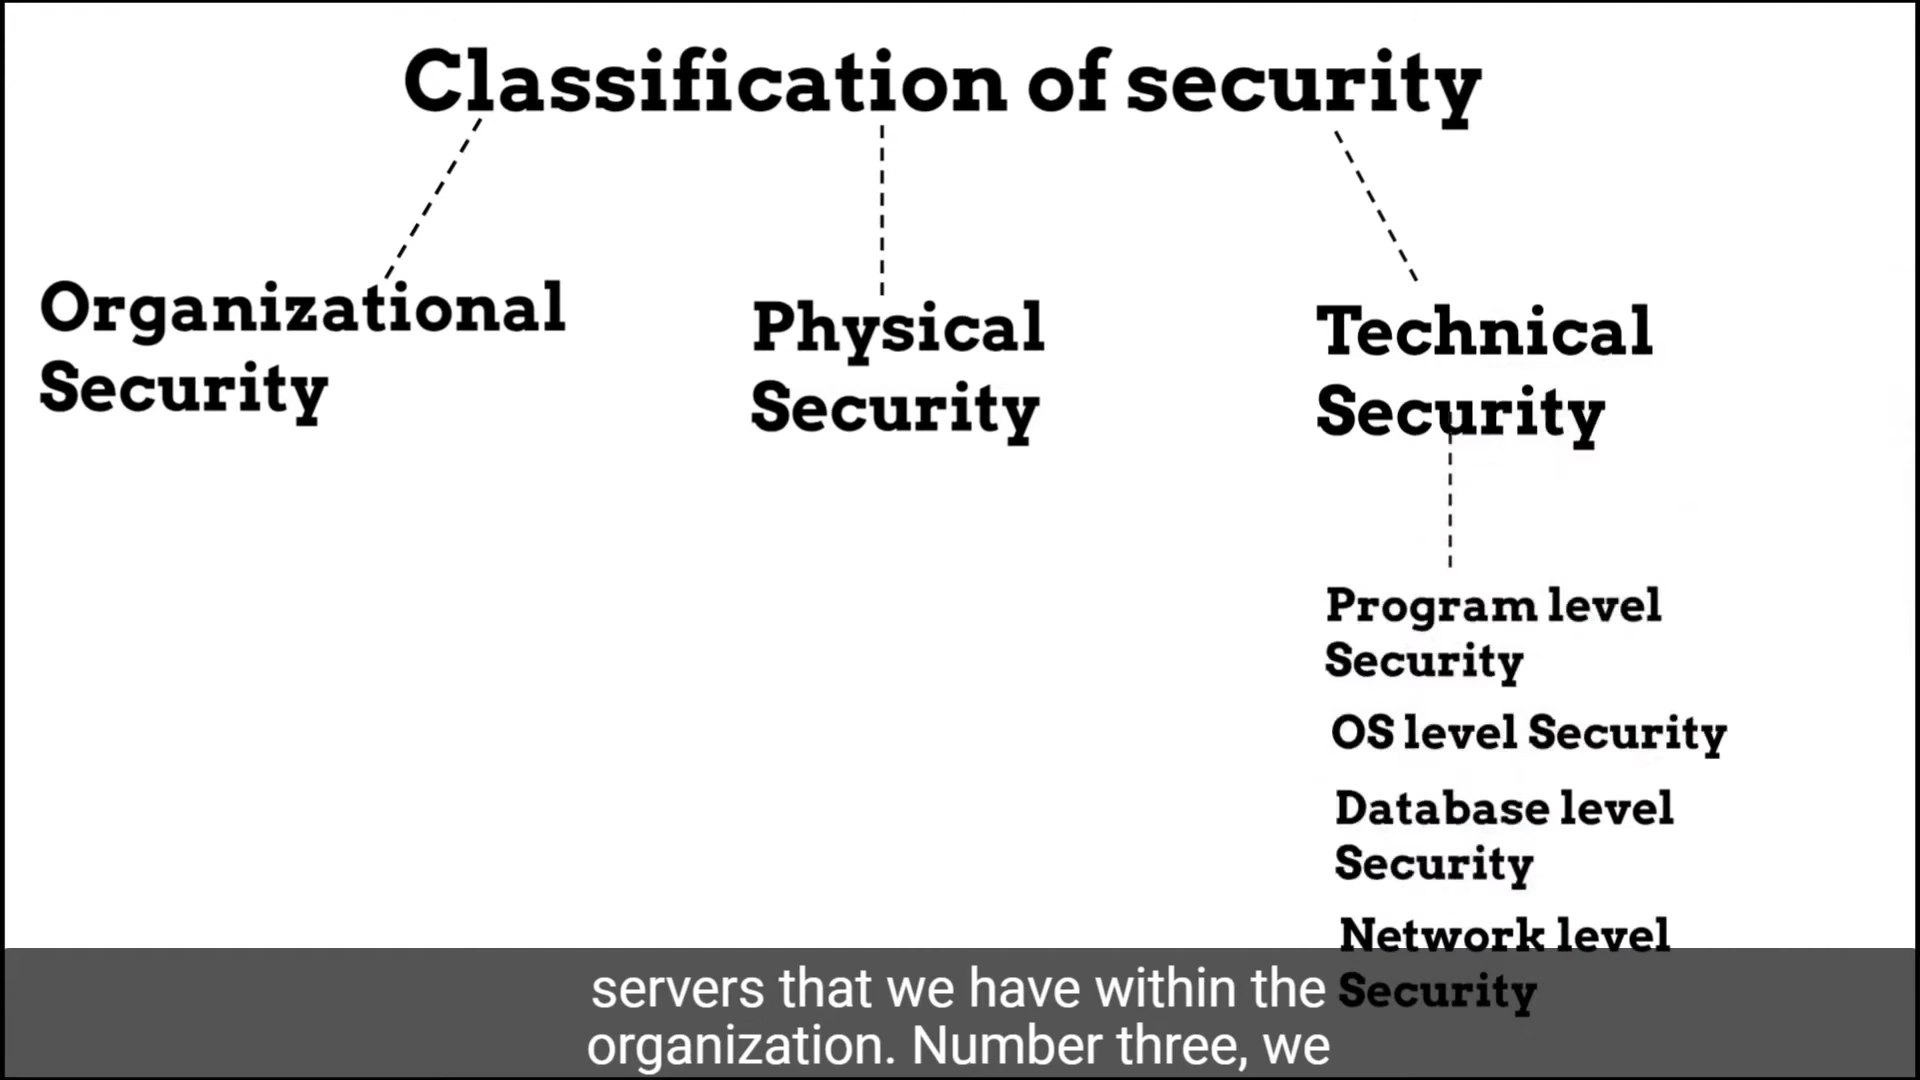 Classification of security
Organizational
Security
Physical
Security
Technical
Security
Program level
Security
OS level Security
Database level
Security
Network level
Security
servers that we have within the
organization. Number three, we